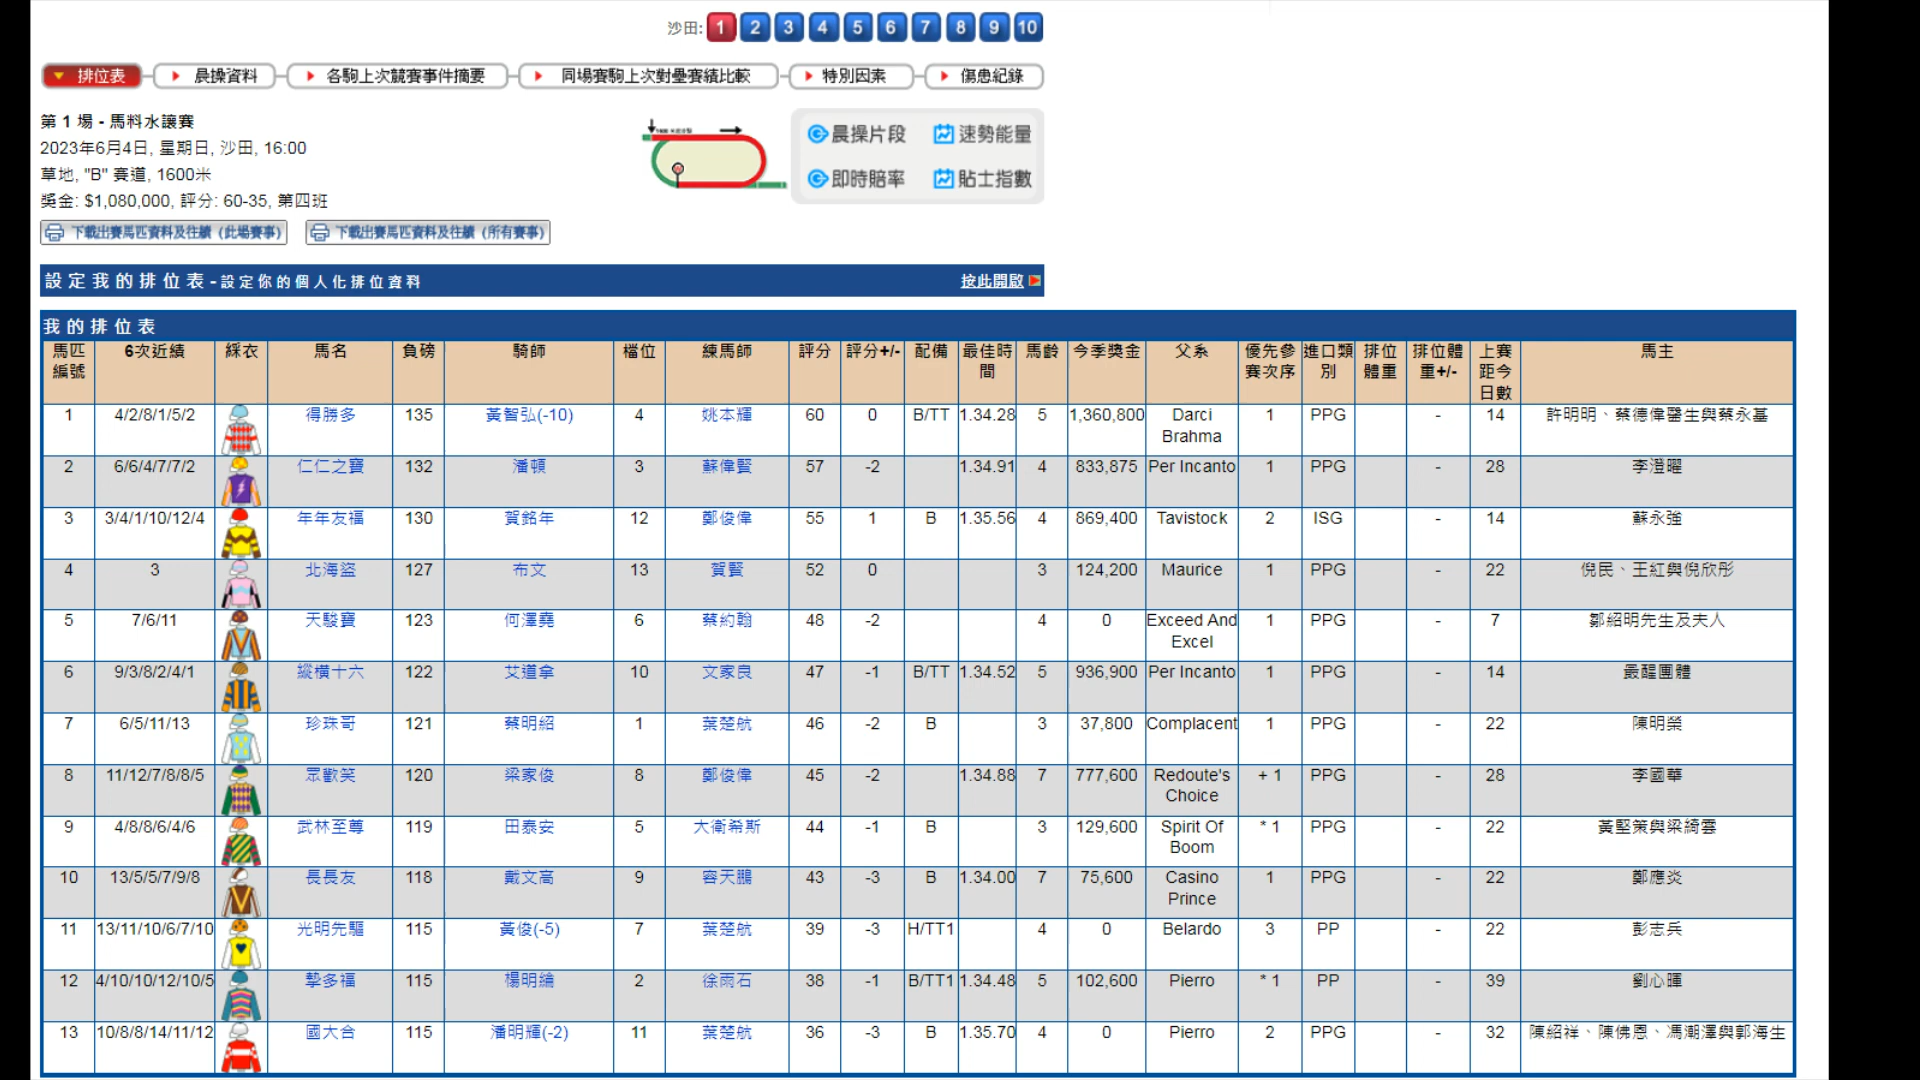 沙田: 1 2 3 4 5 6 7 8 9 10
排位表 晨操資料 各駒上次競賽事件摘要 同場賽駒上次對壘賽績比較 特別因素 傷患紀錄
第 1 場 - 馬料水讓賽
2023年6月4日, 星期日, 沙田, 16:00
草地, "B" 賽道, 1600米
獎金: $1,080,000, 評分: 60-35, 第四班
晨操片段 速勢能量
即時賠率 貼士指數
下載出賽馬匹資料及往績 (此場賽事) 下載出賽馬匹資料及往績 (所有賽事)
設定我的排位表 - 設定你的個人化排位資料 按此開啟
我的排位表
馬匹編號 6次近績 綵衣 馬名 負磅 騎師 檔位 練馬師 評分 評分+/- 配備 最佳時間 馬齡 今季獎金 父系 優先參賽次序 進口類別 排位體重 排位體重+/- 上賽距今日數 馬主
1 4/2/8/1/5/2 得勝多 135 黃智弘(-10) 4 姚本輝 60 0 B/TT 1.34.28 5 1,360,800 Darci Brahma 1 PPG - 14 許明明、蔡德偉醫生與蔡永基
2 6/6/4/7/7/2 仁仁之寶 132 潘頓 3 蘇偉賢 57 -2 1.34.91 4 833,875 Per Incanto 1 PPG - 28 李澄曜
3 3/4/1/10/12/4 年年友福 130 賀銘年 12 鄭俊偉 55 1 B 1.35.56 4 869,400 Tavistock 2 ISG - 14 蘇永強
4 3 北海盜 127 布文 13 賀賢 52 0 3 124,200 Maurice 1 PPG - 22 倪民、王紅與倪欣彤
5 7/6/11 天駿寶 123 何澤堯 6 蔡約翰 48 -2 4 0 Exceed And Excel 1 PPG - 7 鄒紹明先生及夫人
6 9/3/8/2/4/1 縱橫十六 122 艾道拿 10 文家良 47 -1 B/TT 1.34.52 5 936,900 Per Incanto 1 PPG - 14 最醒團體
7 6/5/11/13 珍珠哥 121 蔡明紹 1 葉楚航 46 -2 B 3 37,800 Complacent 1 PPG - 22 陳明榮
8 11/12/7/8/8/5 眾歡笑 120 梁家俊 8 鄭俊偉 45 -2 1.34.88 7 777,600 Redoute's Choice + 1 PPG - 28 李國華
9 4/8/8/6/4/6 武林至尊 119 田泰安 5 大衛希斯 44 -1 B 3 129,600 Spirit Of Boom * 1 PPG - 22 黃堅策與梁綺雲
10 13/5/5/7/9/8 長長友 118 戴文高 9 容天鵬 43 -3 B 1.34.00 7 75,600 Casino Prince 1 PPG - 22 鄭應炎
11 13/11/10/6/7/10 光明先驅 115 黃俊(-5) 7 葉楚航 39 -3 H/TT1 4 0 Belardo 3 PP - 22 彭志兵
12 4/10/10/12/10/5 摯多福 115 楊明綸 2 徐雨石 38 -1 B/TT1 1.34.48 5 102,600 Pierro * 1 PP - 39 劉心暉
13 10/8/8/14/11/12 國大合 115 潘明輝(-2) 11 葉楚航 36 -3 B 1.35.70 4 0 Pierro 2 PPG - 32 陳紹祥、陳佛恩、馮潮澤與郭海生